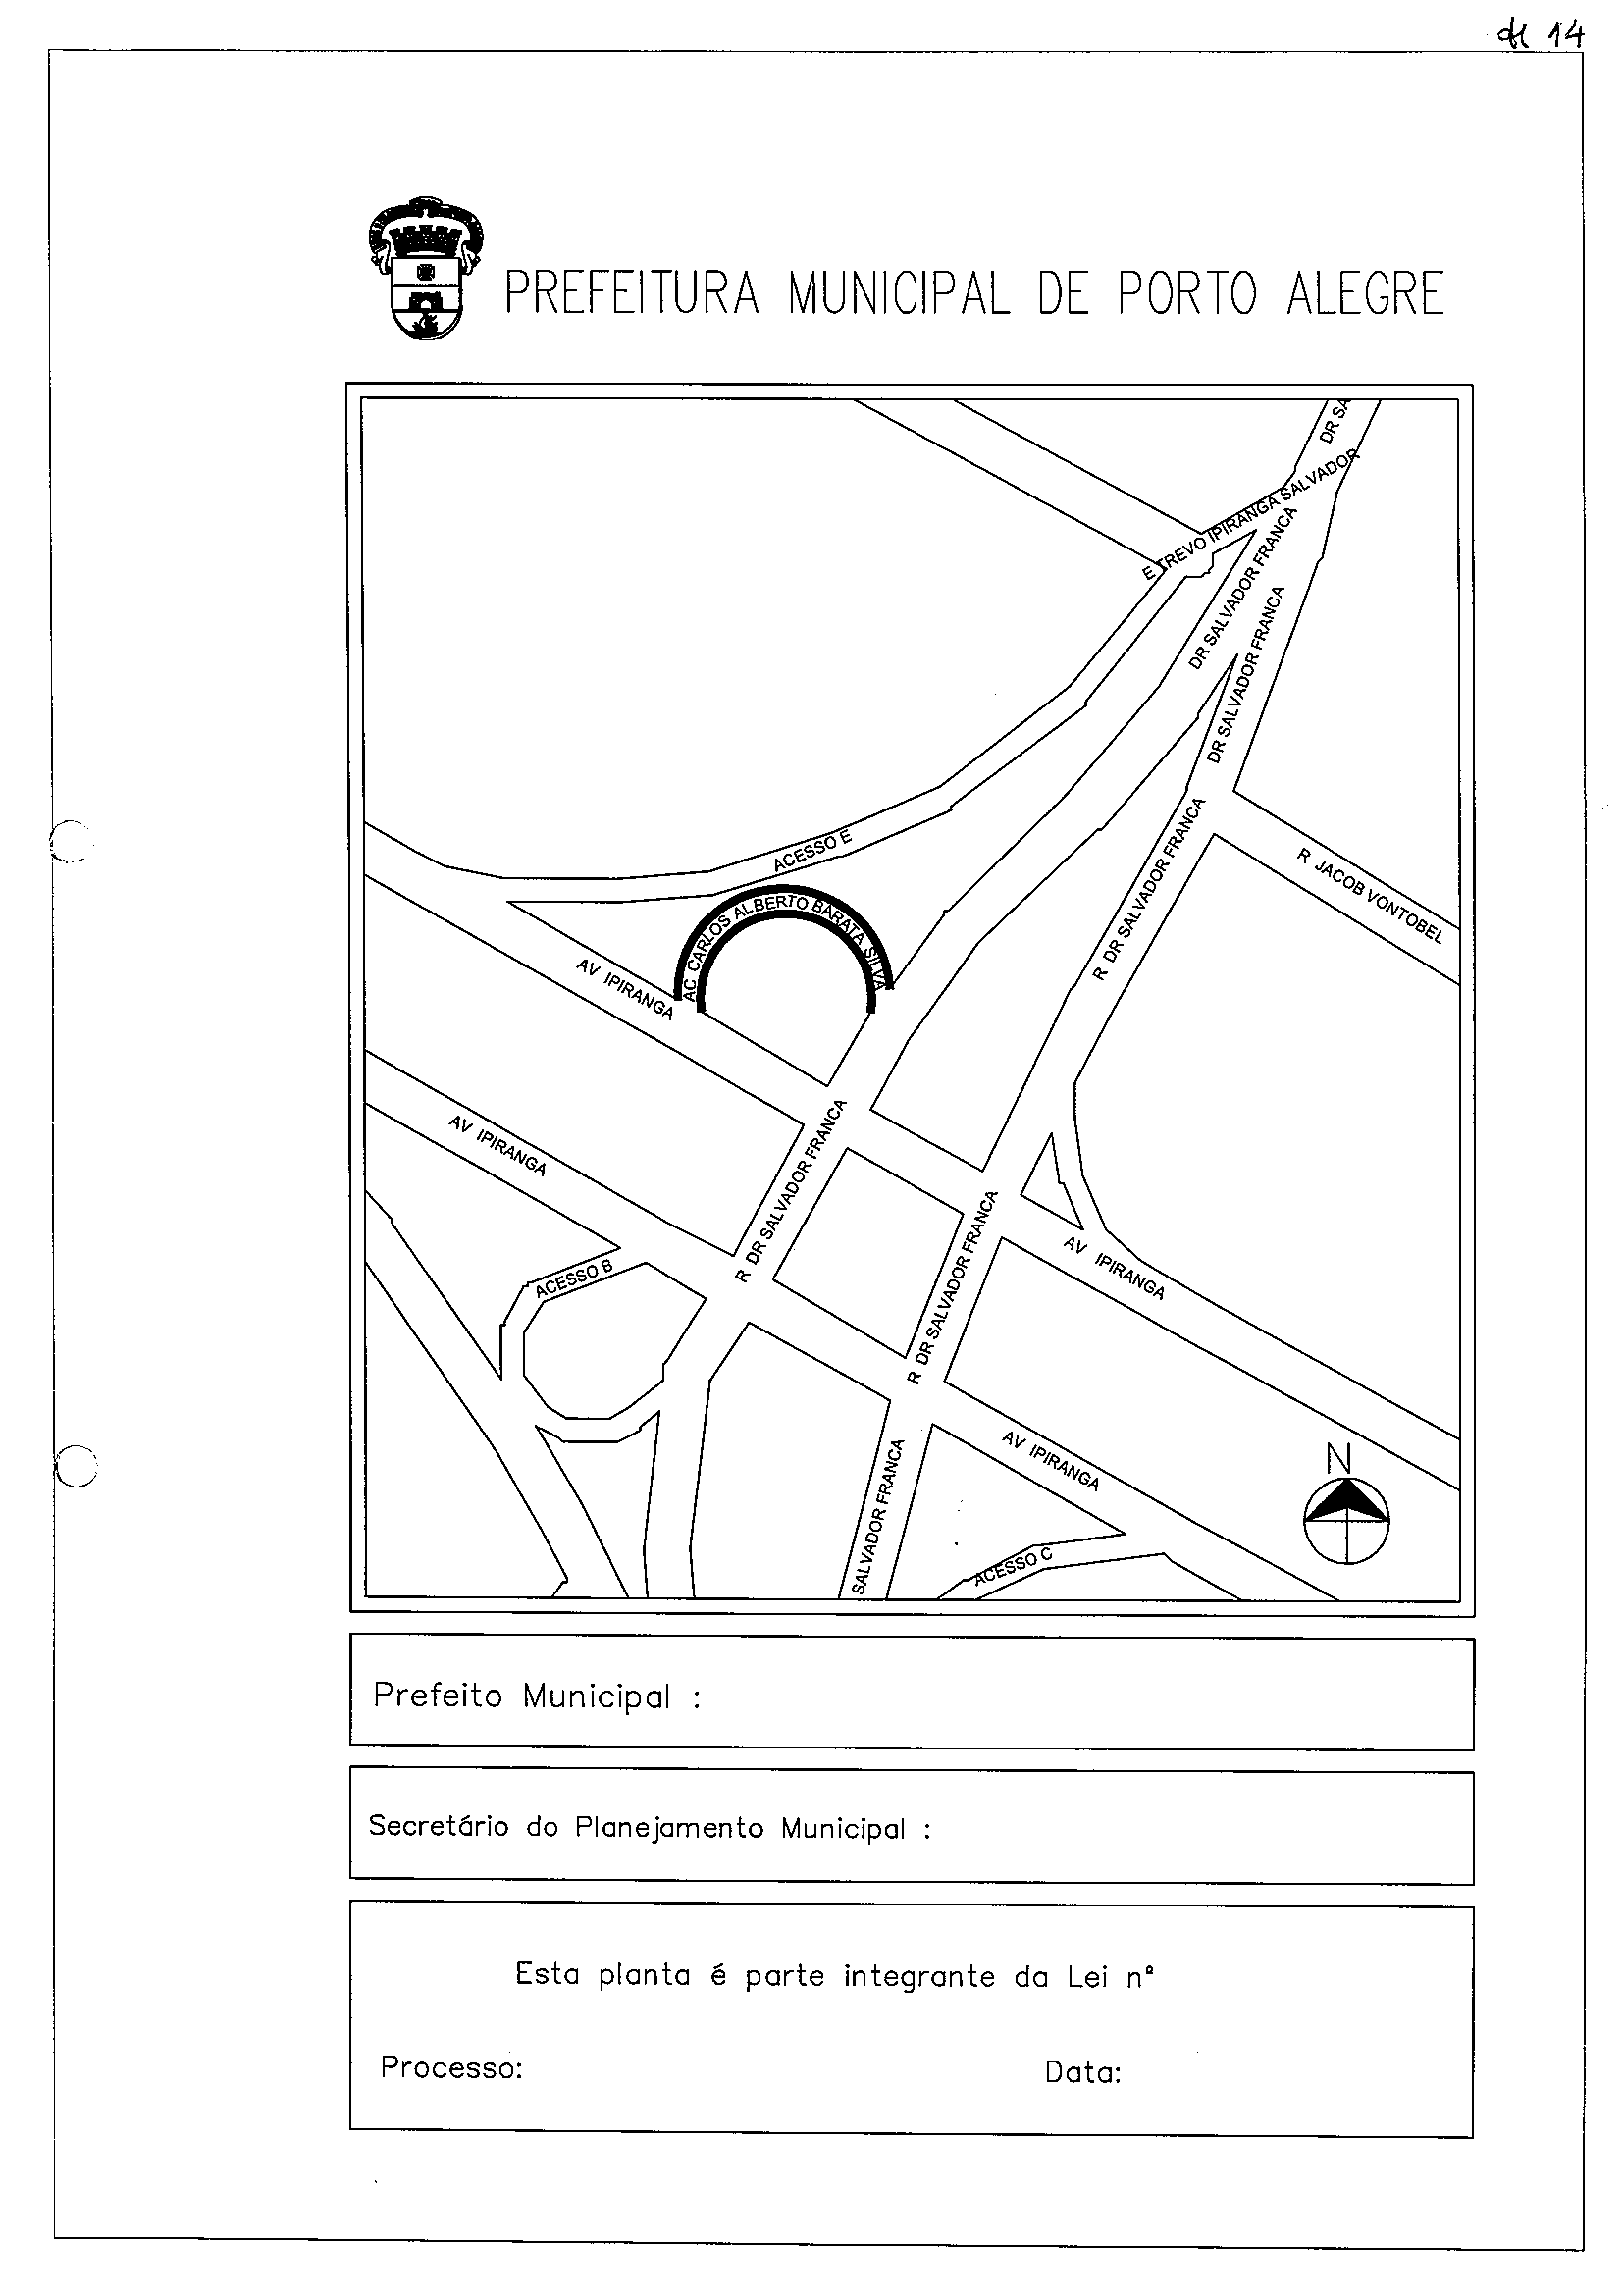 14
PREFEITURA MUNICIPAL DE PORTO ALEGRE
DR SA
E TREVO IPIRANGA SALVADOR
DR SALVADOR FRANCA
DR SALVADOR FRANCA
R DR SALVADOR FRANCA
R JACOB VONTOBEL
ACESSO E
AC CARLOS ALBERTO BARATA SILVA
AV IPIRANGA
AV IPIRANGA
R DR SALVADOR FRANCA
R DR SALVADOR FRANCA
AV IPIRANGA
ACESSO B
AV IPIRANGA
SALVADOR FRANCA
ACESSO C
N
Prefeito Municipal :
Secretário do Planejamento Municipal :
Esta planta é parte integrante da Lei nº
Processo: Data: